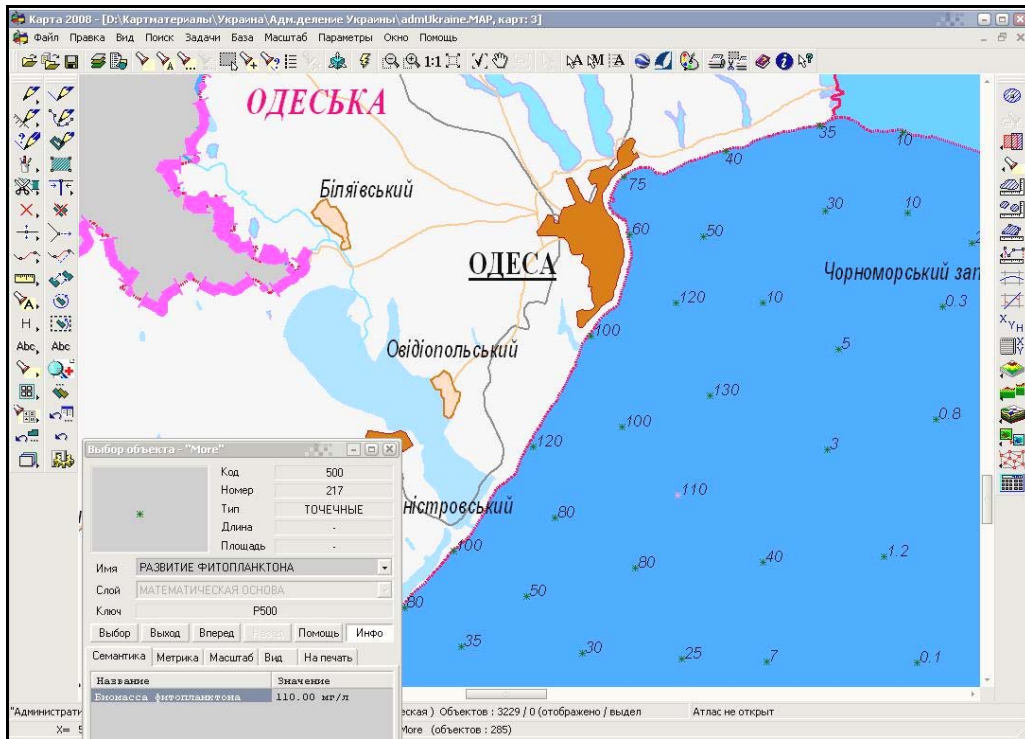 Карта 2008 - [D:\Картматериалы\Украина\Адм.деление Украины\admUkraine.MAP, карт: 3]
Файл Правка Вид Поиск Задачи База Масштаб Параметры Окно Помощь
1:1
ОДЕСЬКА
35
10
40
75
Біляївський
30
10
60
50
ОДЕСА
Чорноморський зап
120
10
0.3
100
5
Овідіопольський
130
0.8
100
120
3
110
ністровський
80
100
1.2
80
40
50
80
35
30
25
7
0.1
H
Abc, Abc
Выбор объекта - "More"
Код 500
Номер 217
Тип ТОЧЕЧНЫЕ
Длина -
Площадь -
Имя РАЗВИТИЕ ФИТОПЛАНКТОНА
Слой МАТЕМАТИЧЕСКАЯ ОСНОВА
Ключ P500
Выбор Выход Вперед Назад Помощь Инфо
Семантика Метрика Масштаб Вид На печать
Название Значение
Биомасса фитопланктона 110.00 мг/л
"Администрати
ческая ) Объектов : 3229 / 0 (отображено / выдел
Атлас не открыт
X= 5
More (объектов : 285)